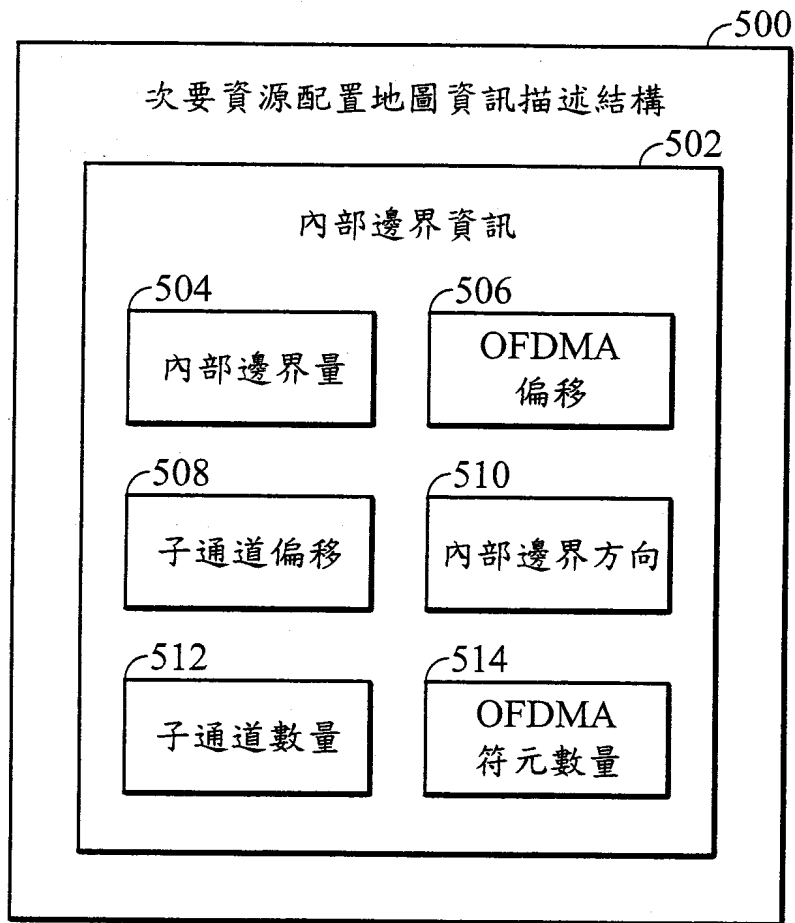 500
次要資源配置地圖資訊描述結構
502
內部邊界資訊
504
內部邊界量
506
OFDMA
偏移
508
子通道偏移
510
內部邊界方向
512
子通道數量
514
OFDMA
符元數量